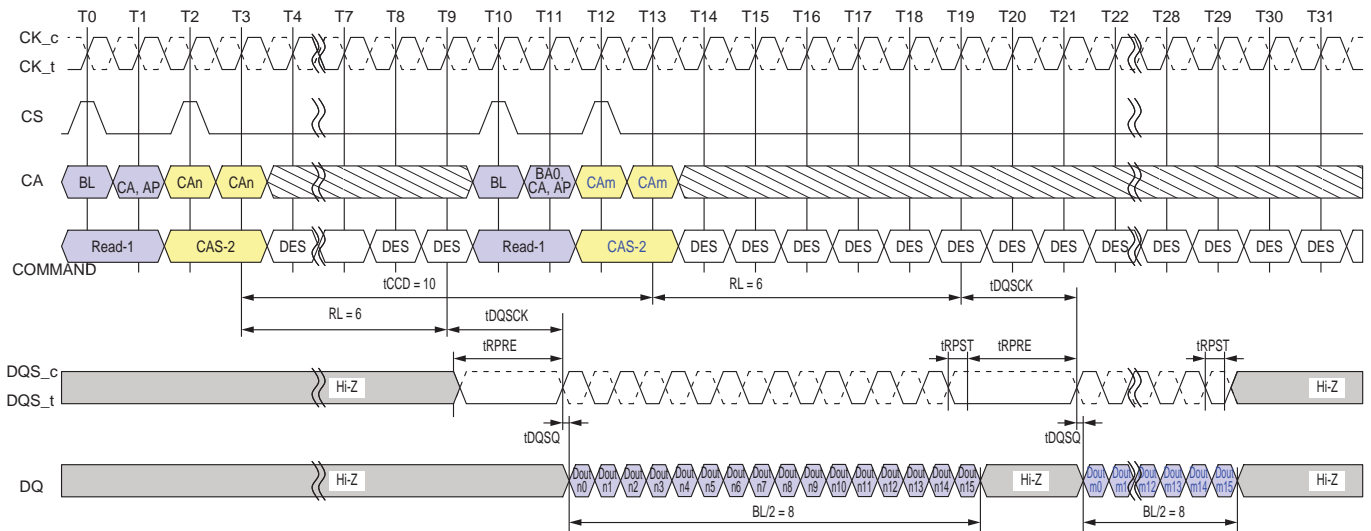 T0 T1 T2 T3 T4 T7 T8 T9 T10 T11 T12 T13 T14 T15 T16 T17 T18 T19 T20 T21 T22 T28 T29 T30 T31
CK_c
CK_t
CS
CA
BL
CA, AP
CAn
CAn
BL
BA0,
CA, AP
CAm
CAm
COMMAND
Read-1 CAS-2 DES DES DES Read-1 CAS-2 DES DES DES DES DES DES DES DES DES DES DES DES DES
tCCD = 10 RL = 6 tDQSCK
RL = 6 tDQSCK
tRPRE tRPST tRPRE tRPST
DQS_c
DQS_t
Hi-Z Hi-Z
tDQSQ tDQSQ
DQ
Hi-Z
Dout n0
Dout n1
Dout n2
Dout n3
Dout n4
Dout n5
Dout n6
Dout n7
Dout n8
Dout n9
Dout n10
Dout n11
Dout n12
Dout n13
Dout n14
Dout n15
Hi-Z
Dout m0
Dout m1
Dout m12
Dout m13
Dout m14
Dout m15
Hi-Z
BL/2 = 8 BL/2 = 8